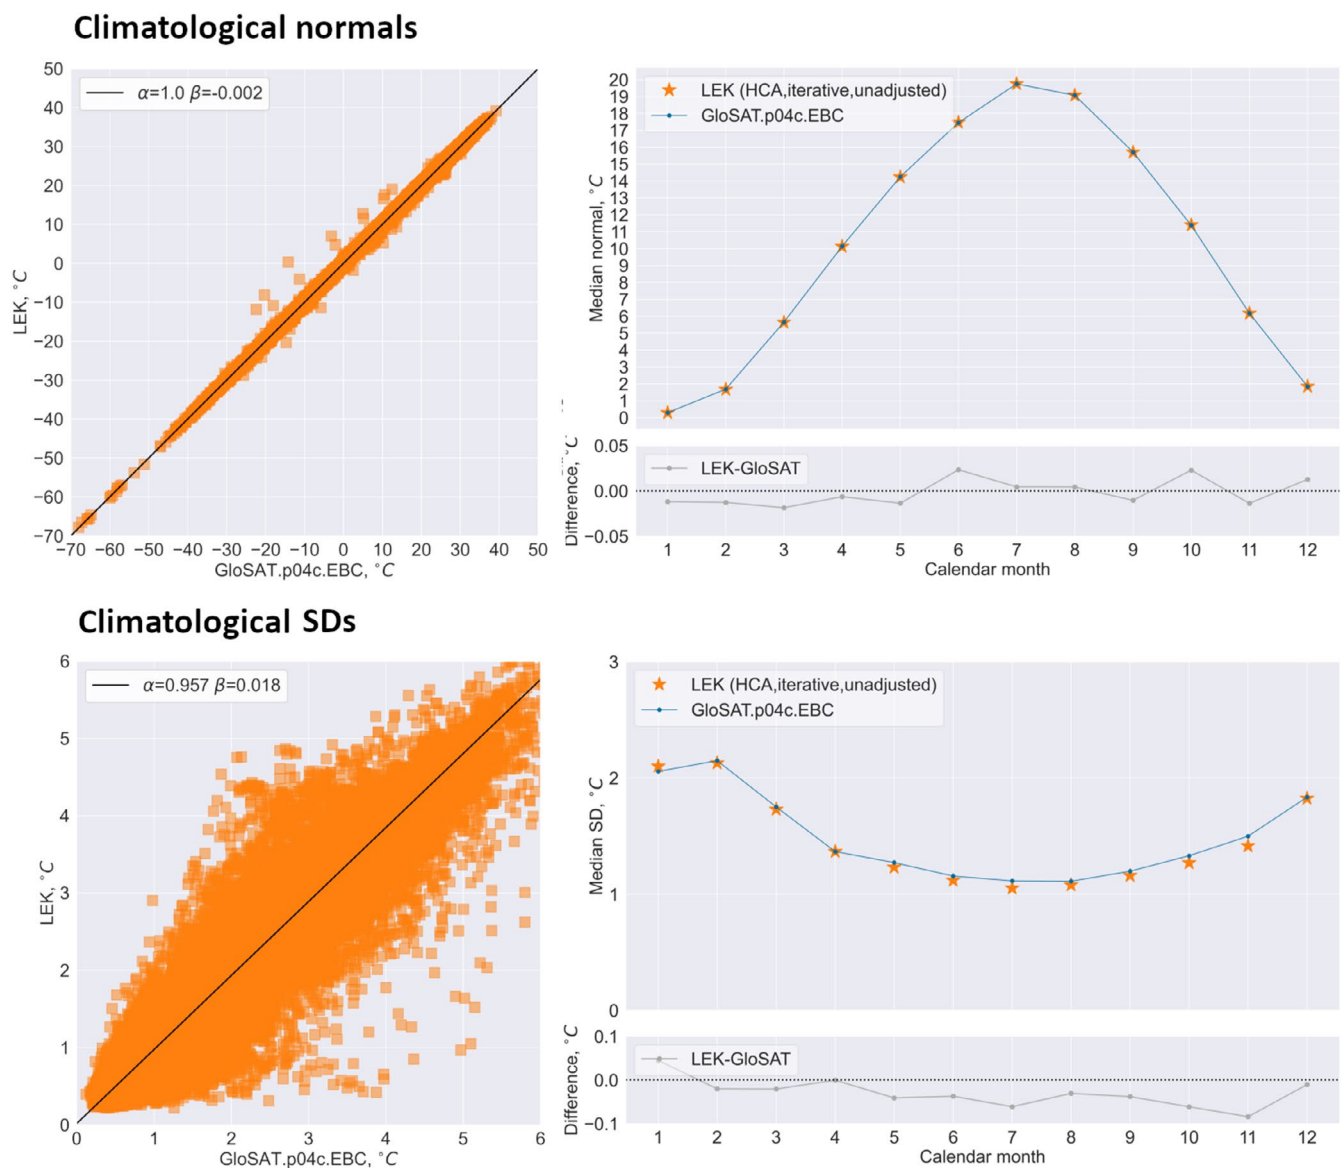 Climatological normals
50
40
30
20
10
0
−10
−20
−30
−40
−50
−60
−70
LEK, °C
α=1.0 β=-0.002
−70 −60 −50 −40 −30 −20 −10 0 10 20 30 40 50
GloSAT.p04c.EBC, °C
20
19
18
17
16
15
14
13
12
11
10
9
8
7
6
5
4
3
2
1
0
Median normal, °C
LEK (HCA,iterative,unadjusted)
GloSAT.p04c.EBC
0.05
0.00
−0.05
Difference, °C
LEK-GloSAT
1 2 3 4 5 6 7 8 9 10 11 12
Calendar month
Climatological SDs
6
5
4
3
2
1
0
LEK, °C
α=0.957 β=0.018
0 1 2 3 4 5 6
GloSAT.p04c.EBC, °C
3
2
1
0
Median SD, °C
LEK (HCA,iterative,unadjusted)
GloSAT.p04c.EBC
0.1
0.0
−0.1
Difference, °C
LEK-GloSAT
1 2 3 4 5 6 7 8 9 10 11 12
Calendar month